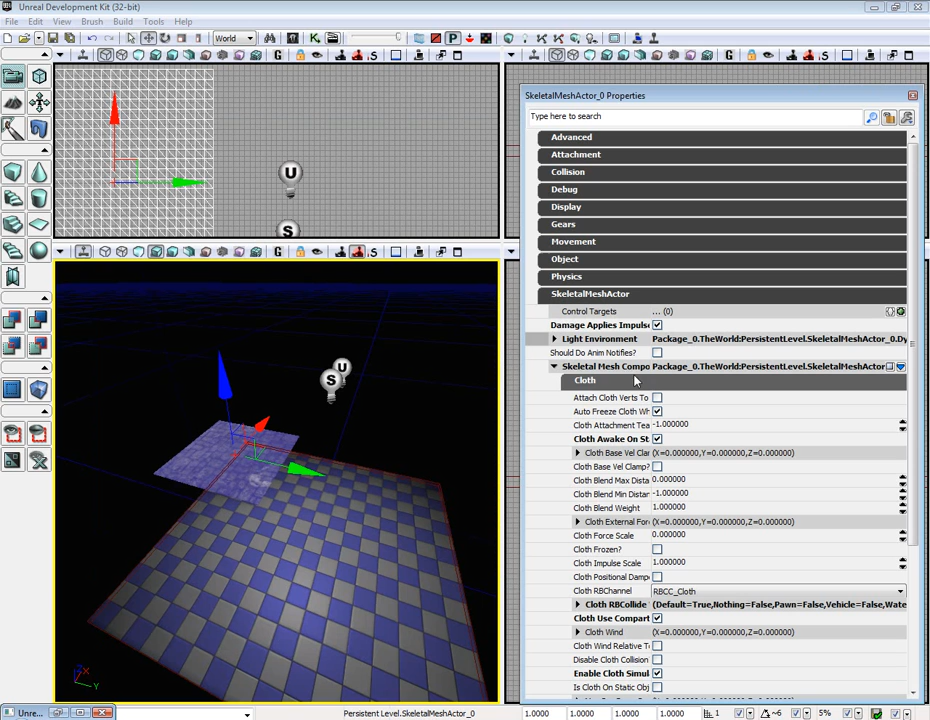 Unreal Development Kit (32-bit)
File Edit View Brush Build Tools Help
World
G
S
G
U
S
G
S
U
S
X
Y
Z
SkeletalMeshActor_0 Properties
Type here to search
Advanced
Attachment
Collision
Debug
Display
Gears
Movement
Object
Physics
SkeletalMeshActor
Control Targets ... (0)
Damage Applies Impuls
Light Environment Package_0.TheWorld:PersistentLevel.SkeletalMeshActor_0.Dy
Should Do Anim Notifies?
Skeletal Mesh Compo Package_0.TheWorld:PersistentLevel.SkeletalMeshActor
Cloth
Attach Cloth Verts To
Auto Freeze Cloth Wh
Cloth Attachment Tea -1.000000
Cloth Awake On St
Cloth Base Vel Clar (X=0.000000,Y=0.000000,Z=0.000000)
Cloth Base Vel Clamp?
Cloth Blend Max Dista 0.000000
Cloth Blend Min Distan -1.000000
Cloth Blend Weight 1.000000
Cloth External For (X=0.000000,Y=0.000000,Z=0.000000)
Cloth Force Scale 0.000000
Cloth Frozen?
Cloth Impulse Scale 1.000000
Cloth Positional Dampe
Cloth RBChannel RBCC_Cloth
Cloth RBCollide (Default=True,Nothing=False,Pawn=False,Vehicle=False,Wate
Cloth Use Compart
Cloth Wind (X=0.000000,Y=0.000000,Z=0.000000)
Cloth Wind Relative T
Disable Cloth Collision
Enable Cloth Simul
Is Cloth On Static Obj
Unre...
Persistent Level.SkeletalMeshActor_0
1.0000 1.0000 1.0000 1.0000 1 ~6 5%